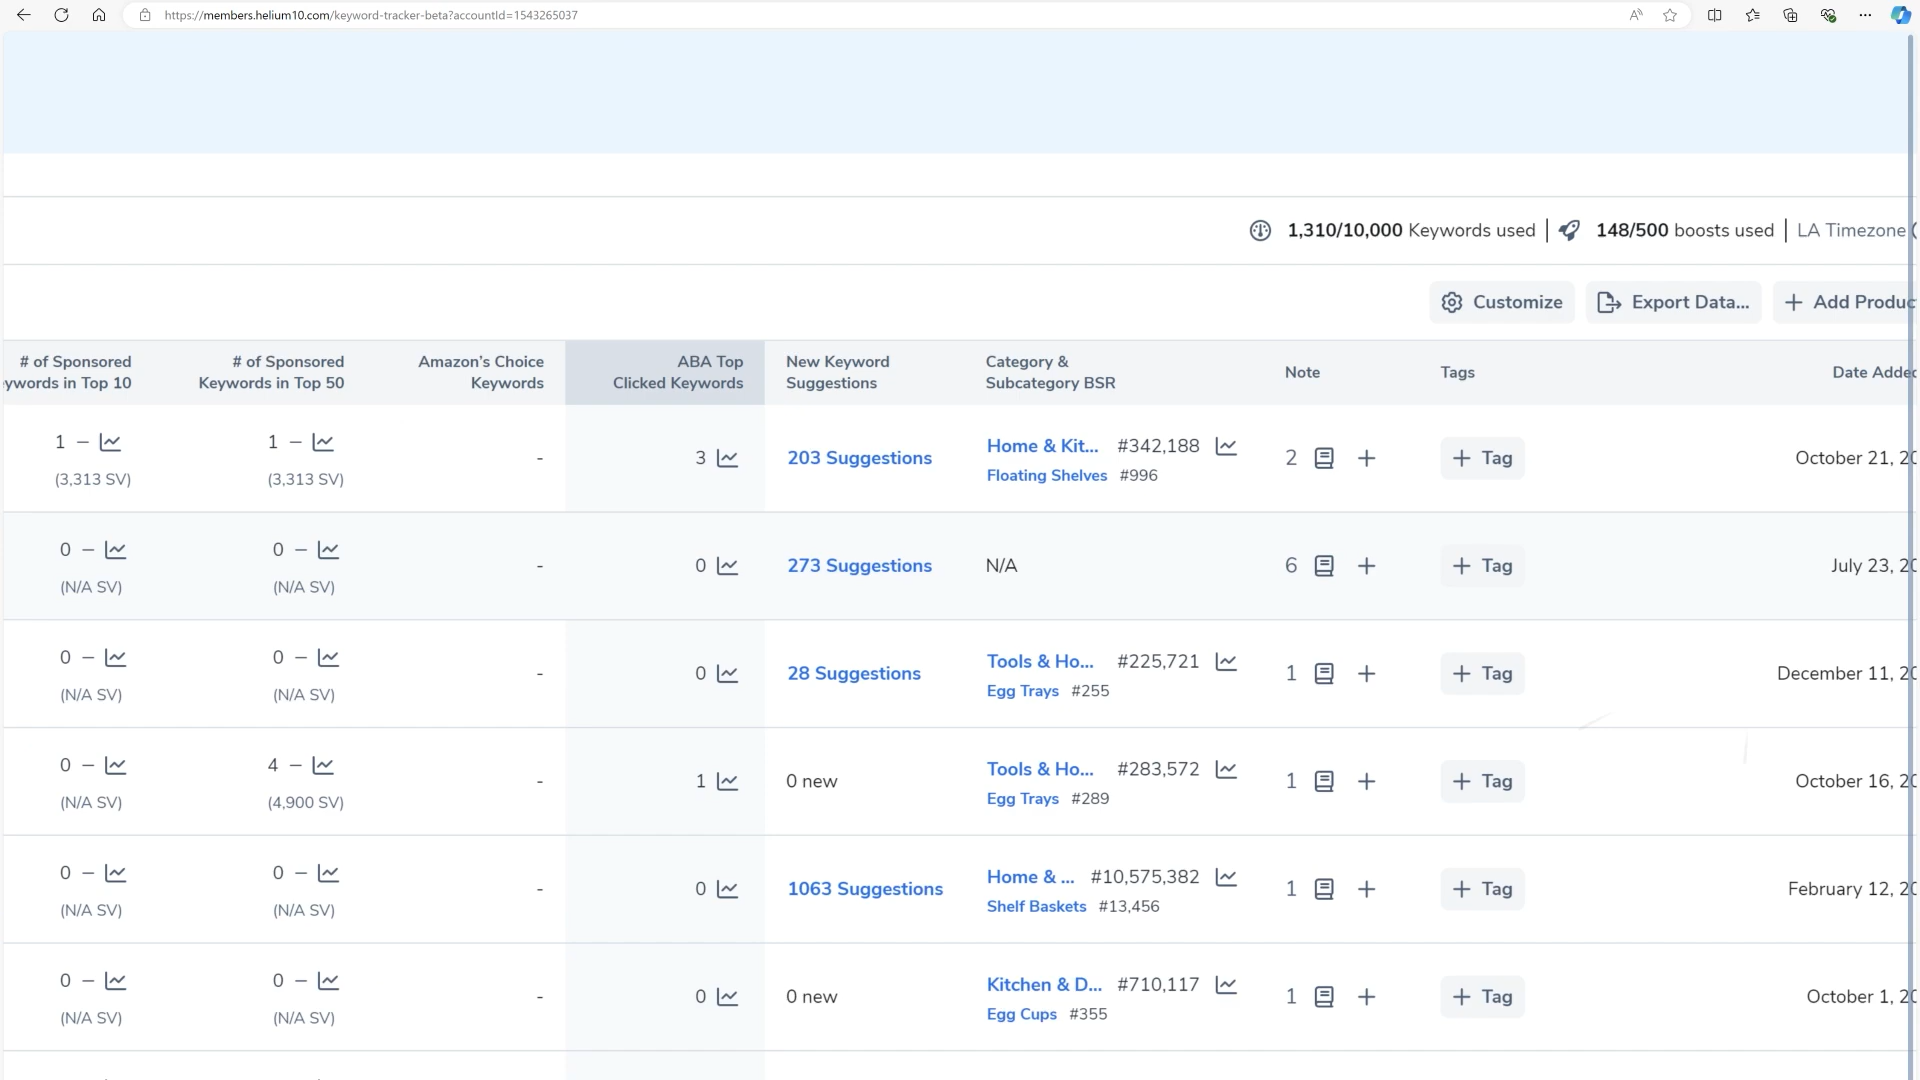 https://members.helium10.com/keyword-tracker-beta?accountId=1543265037
1,310/10,000 Keywords used | 148/500 boosts used | LA Timezone
Customize Export Data... + Add Produc
# of Sponsored # of Sponsored Amazon's Choice ABA Top New Keyword Category &
ywords in Top 10 Keywords in Top 50 Keywords Clicked Keywords Suggestions Subcategory BSR Note Tags Date Added
1 – 1 – - 3 203 Suggestions Home & Kit... #342,188 2 + + Tag October 21, 20
(3,313 SV) (3,313 SV) Floating Shelves #996
0 – 0 – - 0 273 Suggestions N/A 6 + + Tag July 23, 20
(N/A SV) (N/A SV)
0 – 0 – - 0 28 Suggestions Tools & Ho... #225,721 1 + + Tag December 11, 20
(N/A SV) (N/A SV) Egg Trays #255
0 – 4 – - 1 0 new Tools & Ho... #283,572 1 + + Tag October 16, 20
(N/A SV) (4,900 SV) Egg Trays #289
0 – 0 – - 0 1063 Suggestions Home & ... #10,575,382 1 + + Tag February 12, 20
(N/A SV) (N/A SV) Shelf Baskets #13,456
0 – 0 – - 0 0 new Kitchen & D... #710,117 1 + + Tag October 1, 20
(N/A SV) (N/A SV) Egg Cups #355